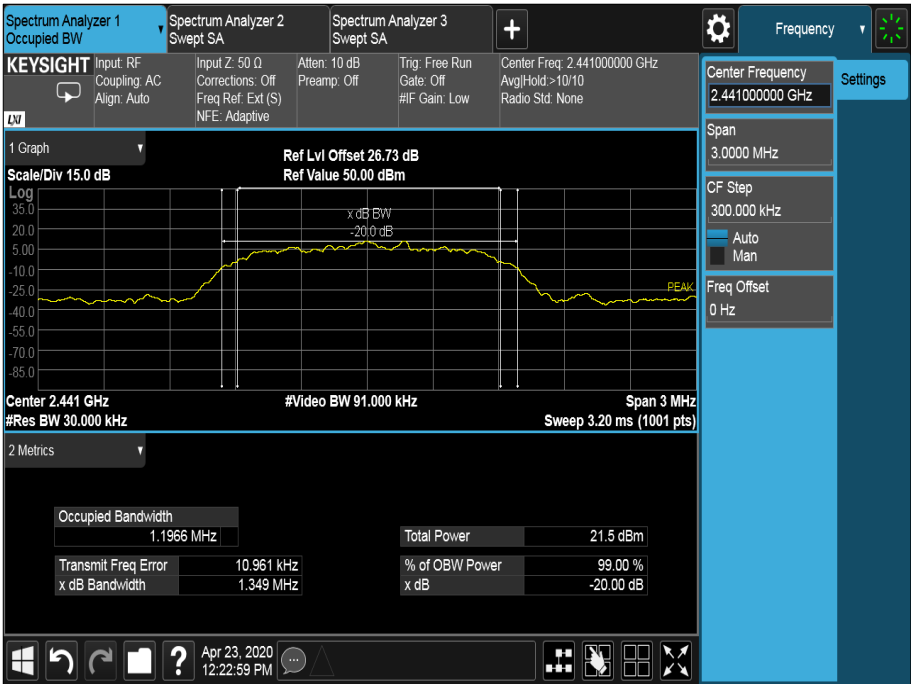 Spectrum Analyzer 1
Occupied BW
Spectrum Analyzer 2
Swept SA
Spectrum Analyzer 3
Swept SA
+
Frequency
KEYSIGHT
LXI
Input: RF
Coupling: AC
Align: Auto
Input Z: 50 Ω
Corrections: Off
Freq Ref: Ext (S)
NFE: Adaptive
Atten: 10 dB
Preamp: Off
Trig: Free Run
Gate: Off
#IF Gain: Low
Center Freq: 2.441000000 GHz
Avg|Hold:>10/10
Radio Std: None
Center Frequency
2.441000000 GHz
Settings
Span
3.0000 MHz
CF Step
300.000 kHz
Auto
Man
Freq Offset
0 Hz
1 Graph
Scale/Div 15.0 dB
Ref Lvl Offset 26.73 dB
Ref Value 50.00 dBm
Log
35.0
20.0
5.00
-10.0
-25.0
-40.0
-55.0
-70.0
-85.0
x dB BW
-20.0 dB
PEAK
Center 2.441 GHz
#Video BW 91.000 kHz
Span 3 MHz
#Res BW 30.000 kHz
Sweep 3.20 ms (1001 pts)
2 Metrics
Occupied Bandwidth
1.1966 MHz
Total Power 21.5 dBm
Transmit Freq Error 10.961 kHz
% of OBW Power 99.00 %
x dB Bandwidth 1.349 MHz
x dB -20.00 dB
?
Apr 23, 2020
12:22:59 PM